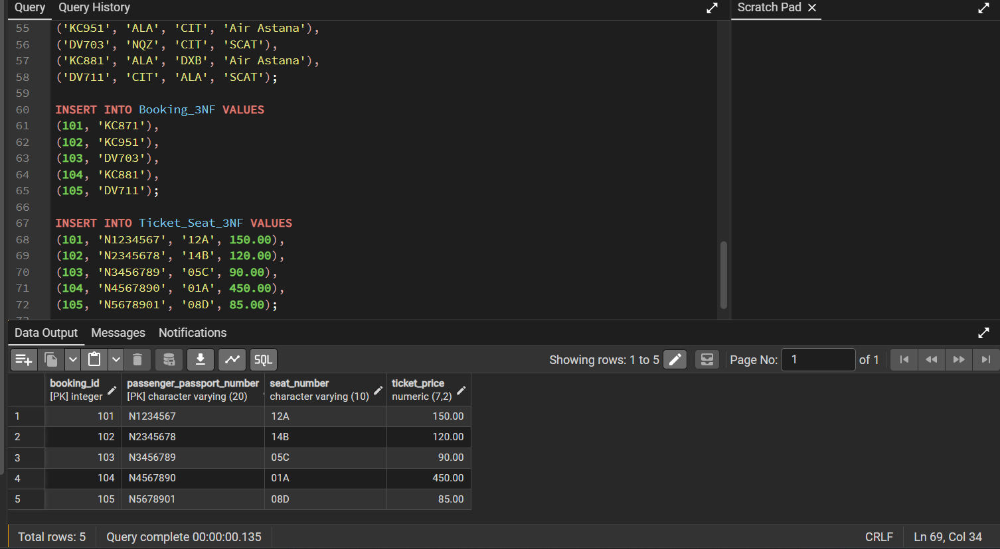 Query Query History Scratch Pad
55 ('KC951', 'ALA', 'CIT', 'Air Astana'),
56 ('DV703', 'NQZ', 'CIT', 'SCAT'),
57 ('KC881', 'ALA', 'DXB', 'Air Astana'),
58 ('DV711', 'CIT', 'ALA', 'SCAT');
59
60 INSERT INTO Booking_3NF VALUES
61 (101, 'KC871'),
62 (102, 'KC951'),
63 (103, 'DV703'),
64 (104, 'KC881'),
65 (105, 'DV711');
66
67 INSERT INTO Ticket_Seat_3NF VALUES
68 (101, 'N1234567', '12A', 150.00),
69 (102, 'N2345678', '14B', 120.00),
70 (103, 'N3456789', '05C', 90.00),
71 (104, 'N4567890', '01A', 450.00),
72 (105, 'N5678901', '08D', 85.00);
Data Output Messages Notifications
SQL Showing rows: 1 to 5 Page No: 1 of 1
booking_id passenger_passport_number seat_number ticket_price
[PK] integer [PK] character varying (20) character varying (10) numeric (7,2)
1 101 N1234567 12A 150.00
2 102 N2345678 14B 120.00
3 103 N3456789 05C 90.00
4 104 N4567890 01A 450.00
5 105 N5678901 08D 85.00
Total rows: 5 Query complete 00:00:00.135 CRLF Ln 69, Col 34